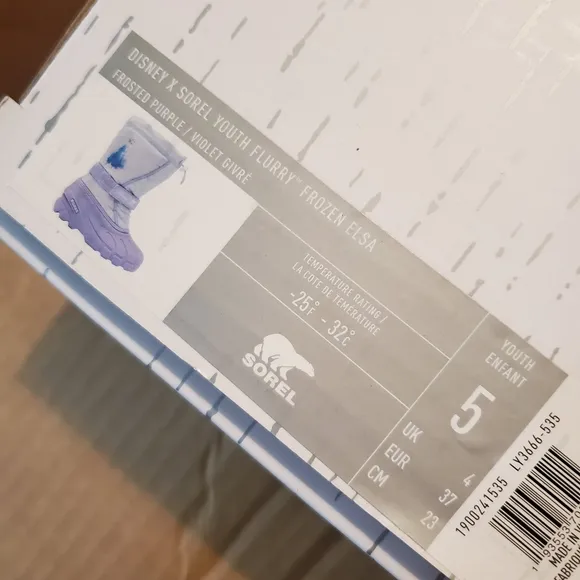 DISNEY X SOREL YOUTH FLURRY™ FROZEN ELSA
FROSTED PURPLE / VIOLET GIVRÉ
TEMPERATURE RATING /
LA COTE DE TEMERATURE
-25°F -32°C
SOREL
YOUTH
ENFANT
5
UK 4
EUR 37
CM 23
1900241535 LY3666-535
MADE IN